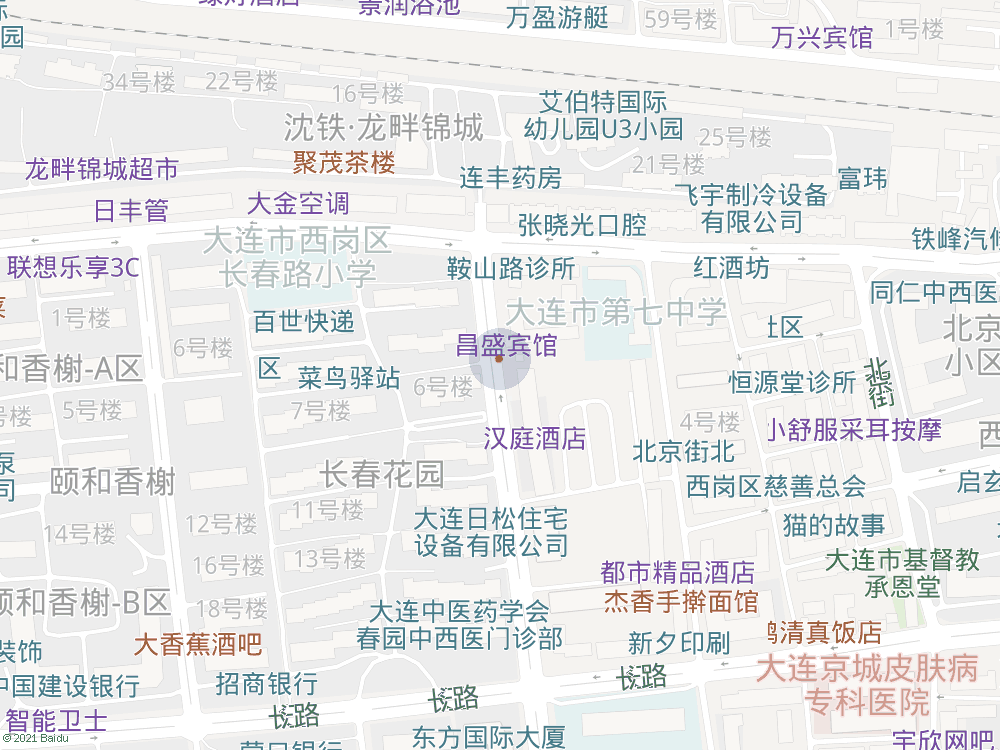 景润浴池
万盈游艇
59号楼
万兴宾馆
1号楼
园
34号楼
22号楼
16号楼
沈铁·龙畔锦城
艾伯特国际
幼儿园U3小园
25号楼
21号楼
聚茂茶楼
龙畔锦城超市
连丰药房
富玮
日丰管
大金空调
飞宇制冷设备
有限公司
张晓光口腔
大连市西岗区
长春路小学
铁峰汽修
联想乐享3C
鞍山路诊所
红酒坊
同仁中西医
1号楼
百世快递
大连市第七中学
社区
北京
小区
6号楼
昌盛宾馆
和香榭-A区
区
菜鸟驿站
6号楼
恒源堂诊所
北京街
号楼
5号楼
7号楼
4号楼
小舒服采耳按摩
汉庭酒店
西
北京街北
泵
司
颐和香榭
长春花园
西岗区慈善总会
启玄
11号楼
14号楼
12号楼
大连日松住宅
设备有限公司
猫的故事
13号楼
16号楼
大连市基督教
承恩堂
都市精品酒店
颐和香榭-B区
18号楼
大连中医药学会
春园中西医门诊部
杰香手擀面馆
大香蕉酒吧
新夕印刷
清真饭店
装饰
中国建设银行
招商银行
长路
长路
长路
大连京城皮肤病
专科医院
智能卫士
东方国际大厦
宇欣网吧
营口银行
© 2021 Baidu